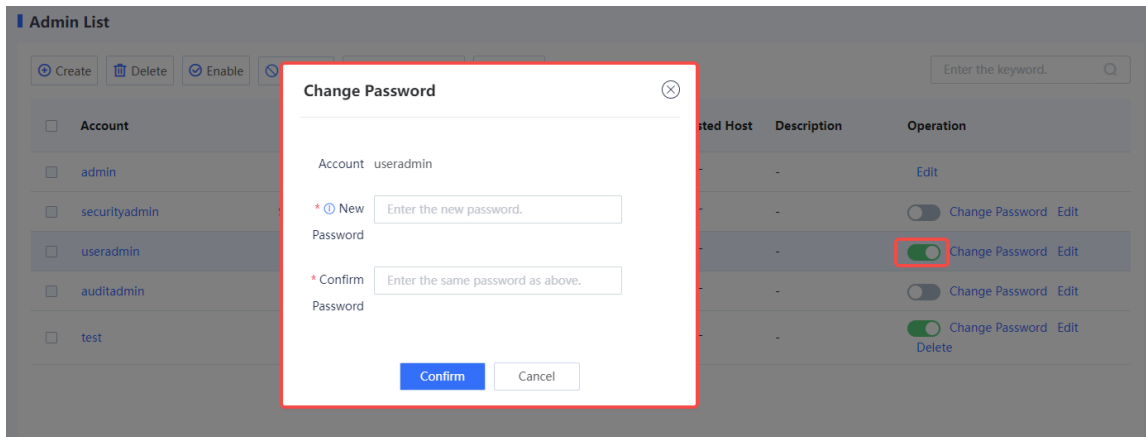 Admin List
Create Delete Enable
Enter the keyword.
Change Password
Account Description Operation
Account useradmin
admin - Edit
* New Enter the new password.
Password
securityadmin - Change Password Edit
useradmin - Change Password Edit
* Confirm Enter the same password as above.
Password
auditadmin - Change Password Edit
test - Change Password Edit
Delete
Confirm Cancel